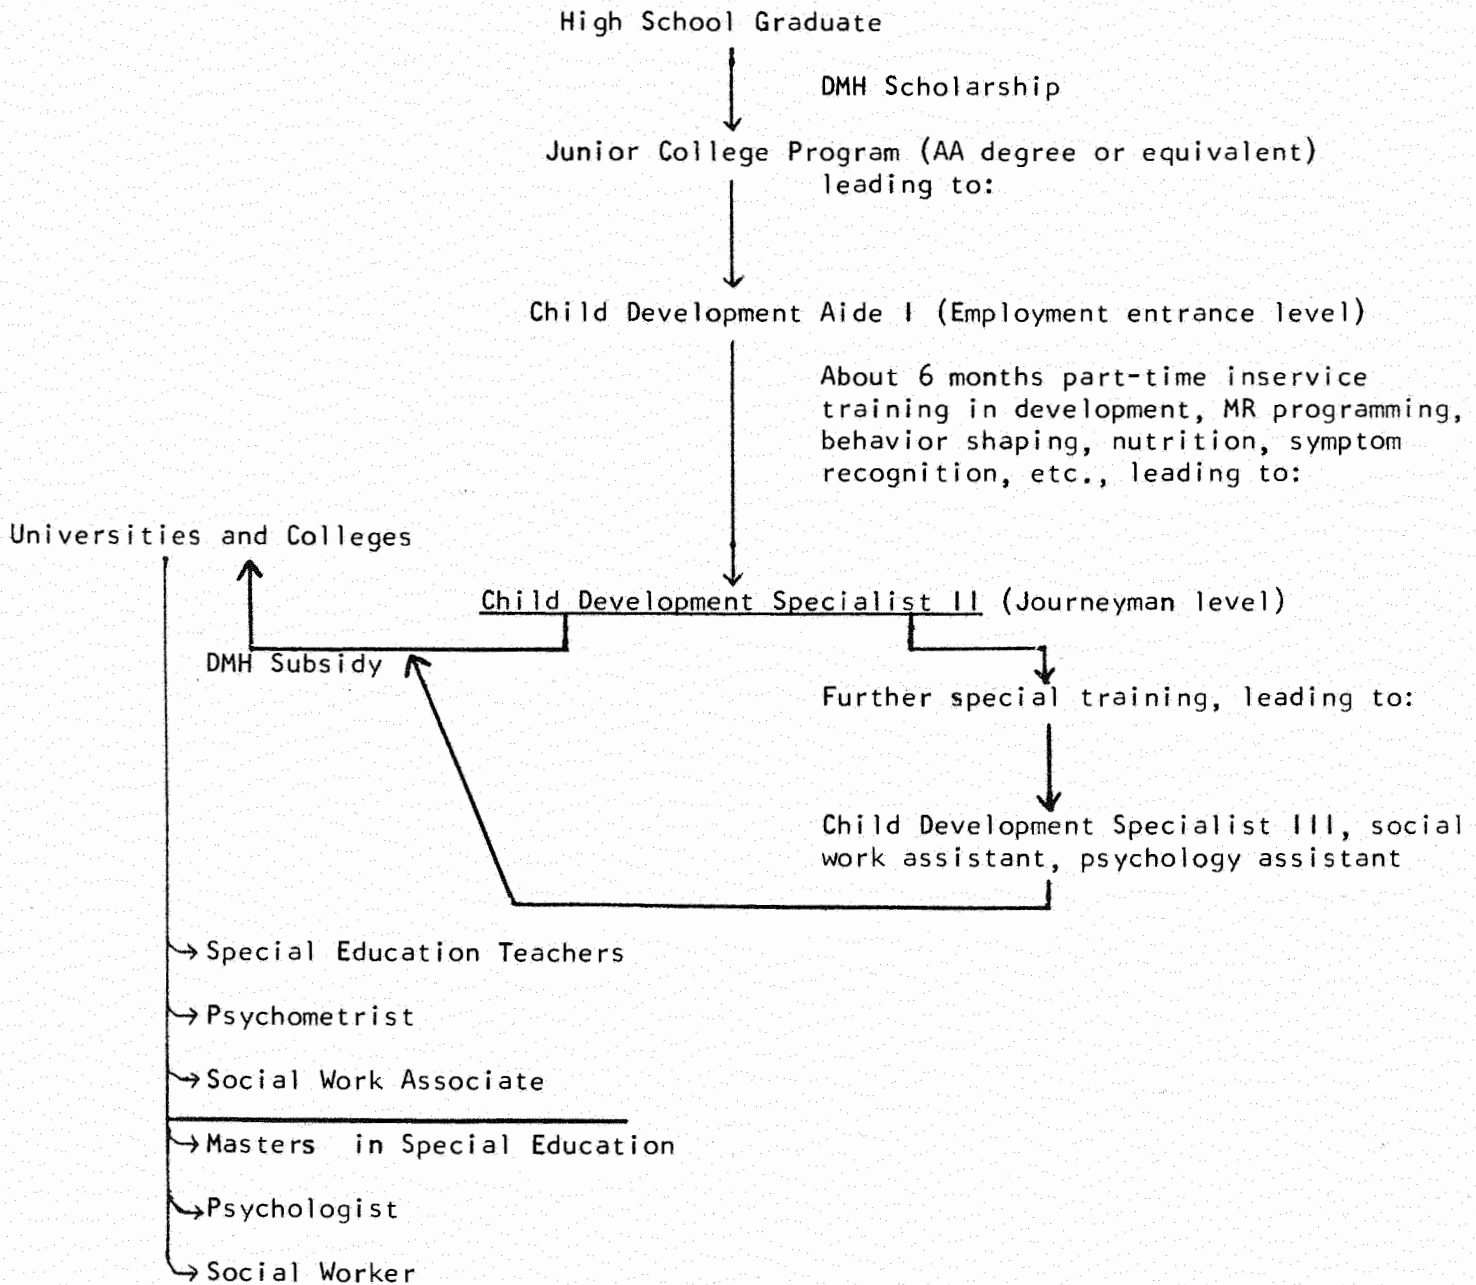 High School Graduate
DMH Scholarship
Junior College Program (AA degree or equivalent)
leading to:
Child Development Aide I (Employment entrance level)
About 6 months part-time inservice
training in development, MR programming,
behavior shaping, nutrition, symptom
recognition, etc., leading to:
Universities and Colleges
Child Development Specialist II (Journeyman level)
DMH Subsidy
Further special training, leading to:
Child Development Specialist III, social
work assistant, psychology assistant
Special Education Teachers
Psychometrist
Social Work Associate
Masters in Special Education
Psychologist
Social Worker